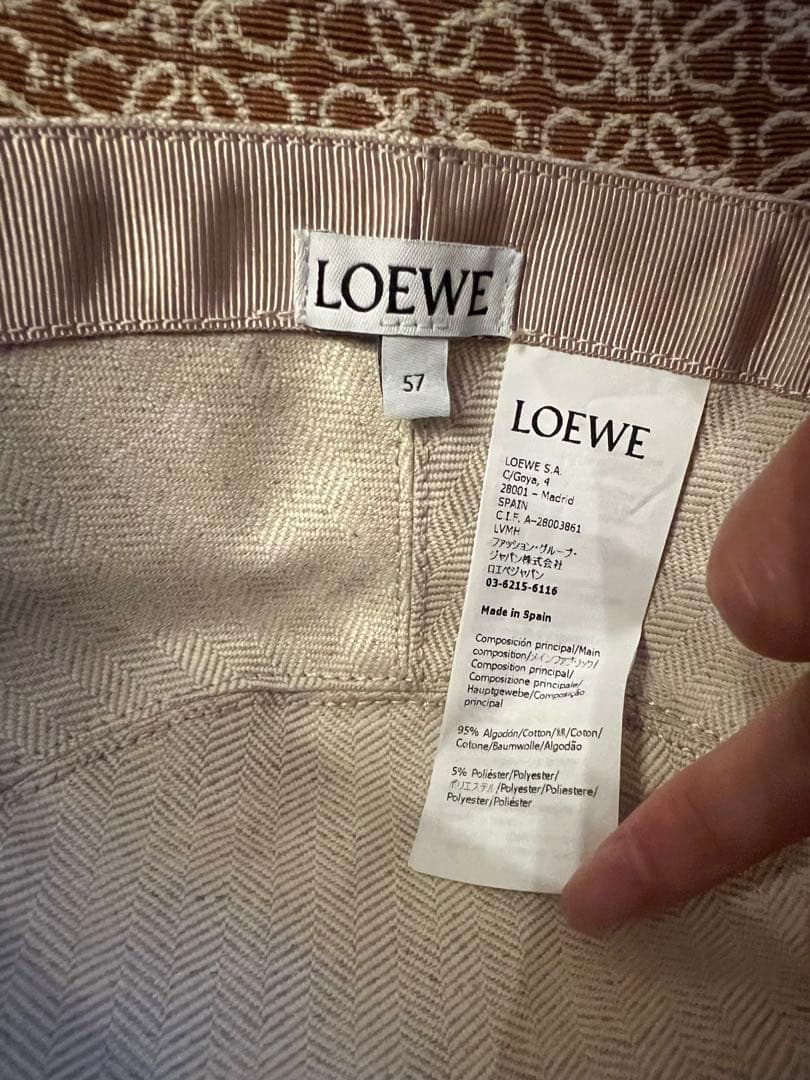 LOEWE
57
LOEWE
LOEWE S.A.
C/Goya, 4
28001 – Madrid
SPAIN
C.I.F. A-28003861
LVMH
ファッション・グループ・
ジャパン株式会社
ロエベジャパン
03-6215-6116
Made in Spain
Composición principal/Main
composition/メインファブリック/
Composition principal/
Composizione principale/
Hauptgewebe/Composição
principal
95% Algodón/Cotton/綿/Coton/
Cotone/Baumwolle/Algodão
5% Poliéster/Polyester/
ポリエステル/Polyester/Poliestere/
Polyester/Poliéster